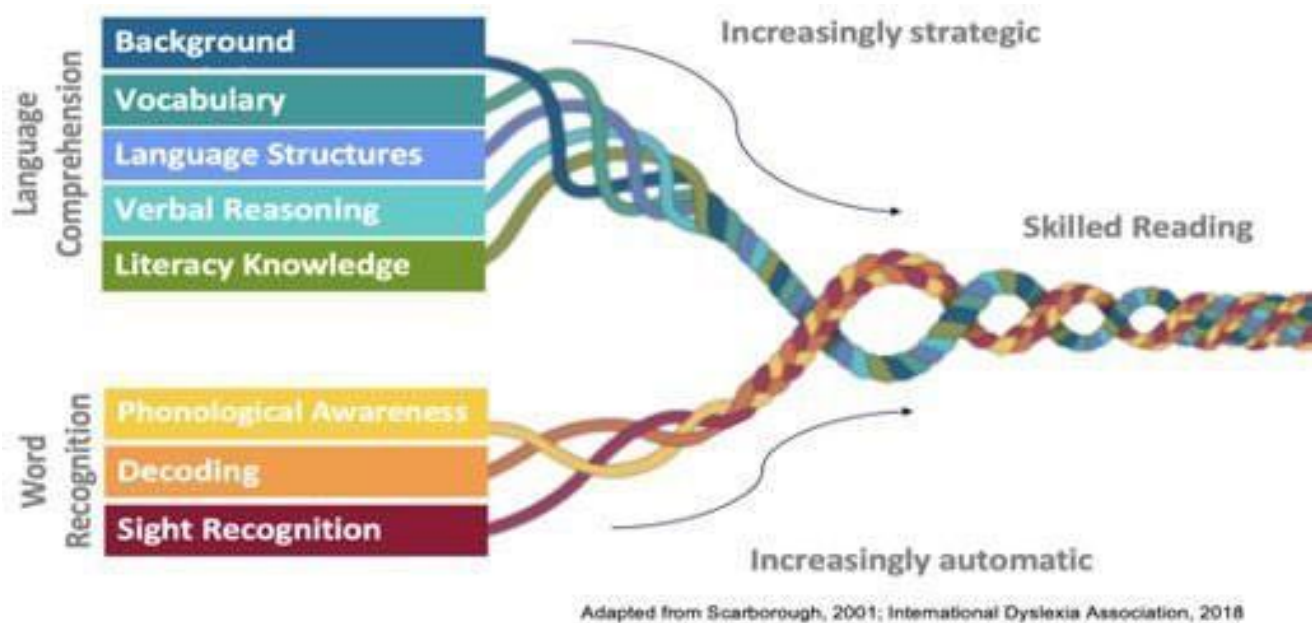 Language
Comprehension
Background
Vocabulary
Language Structures
Verbal Reasoning
Literacy Knowledge
Increasingly strategic
Skilled Reading
Word
Recognition
Phonological Awareness
Decoding
Sight Recognition
Increasingly automatic
Adapted from Scarborough, 2001; International Dyslexia Association, 2018